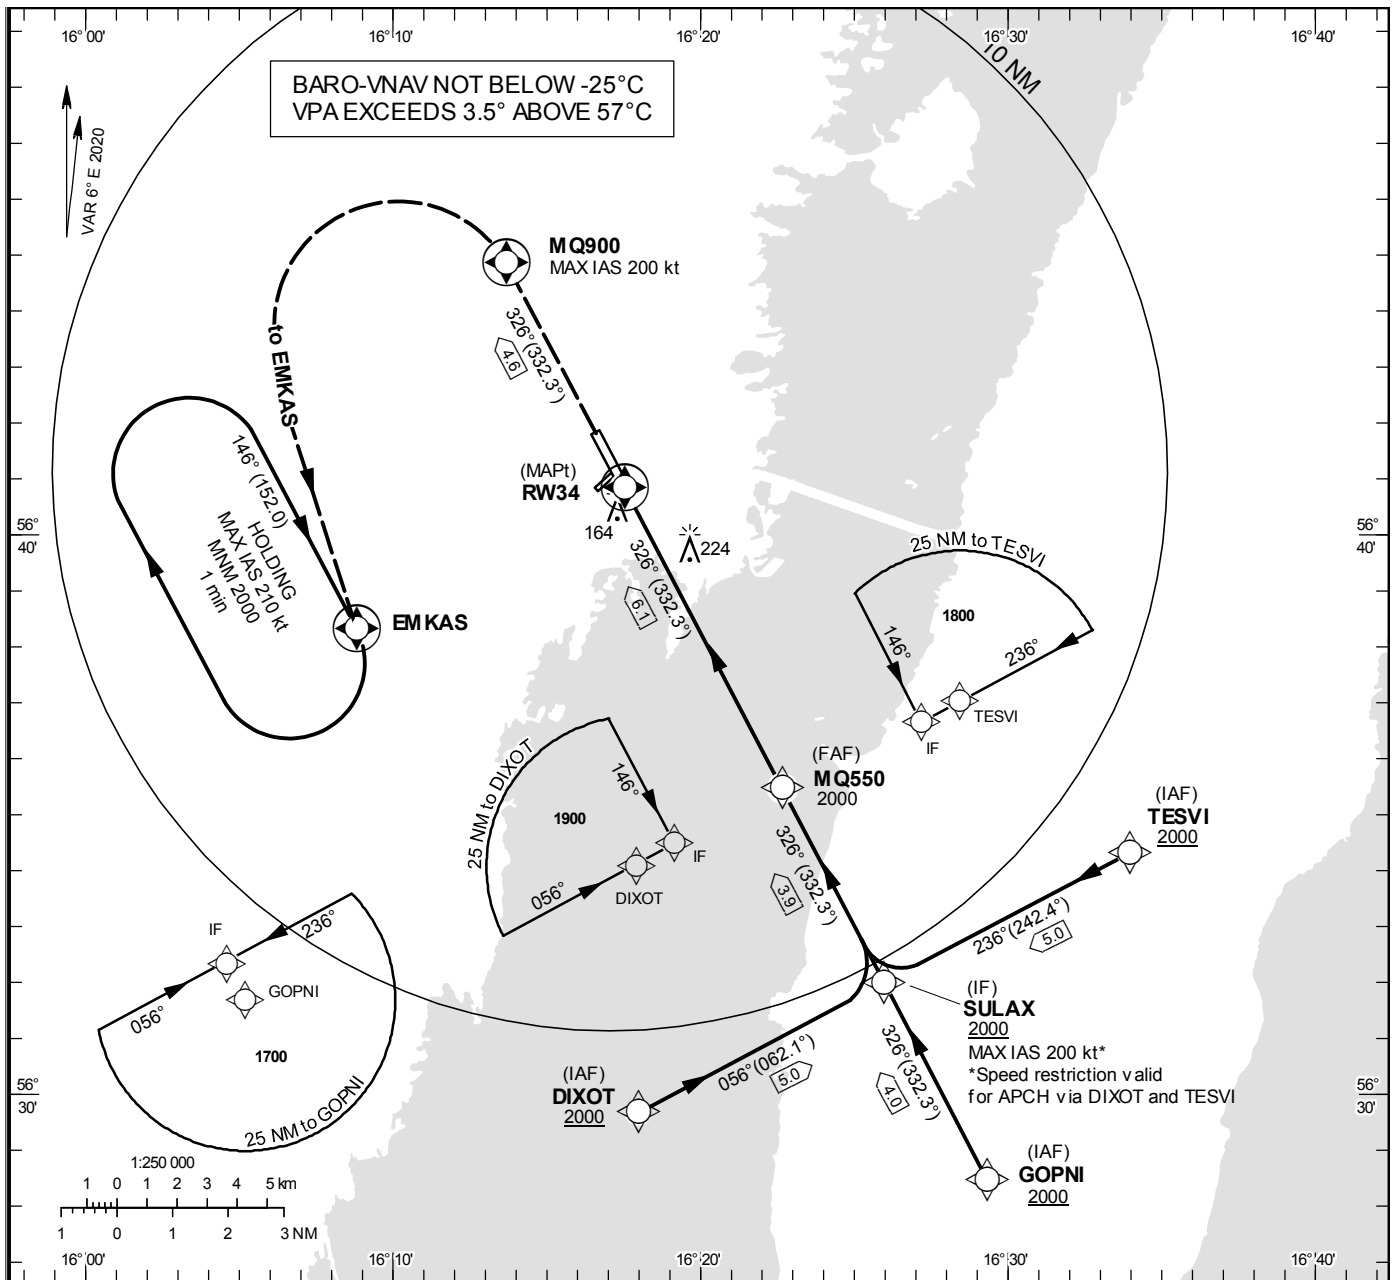 16°00'
16°10'
16°20'
16°30'
16°40'
BARO-VNAV NOT BELOW -25°C
VPA EXCEEDS 3.5° ABOVE 57°C
10 NM
VAR 6° E 2020
MQ900
MAX IAS 200 kt
326°(332.3°)
4.6
to EMKAS
146° (152.0)
HOLDING
MAX IAS 210 kt
MNM 2000
1 min
(MAPt)
RW34
164
224
56°
40'
56°
40'
25 NM to TESVI
1800
146°
236°
TESVI
IF
326° (332.3°)
6.1
EMKAS
(FAF)
MQ550
2000
25 NM to DIXOT
1900
146°
056°
DIXOT
IF
326° (332.3°)
3.9
(IAF)
TESVI
2000
236°(242.4°)
5.0
IF
236°
GOPNI
056°
1700
25 NM to GOPNI
(IF)
SULAX
2000
MAX IAS 200 kt*
*Speed restriction valid
for APCH via DIXOT and TESVI
056°(062.1°)
5.0
(IAF)
DIXOT
2000
326°(332.3°)
4.0
56°
30'
56°
30'
(IAF)
GOPNI
2000
1:250 000
1 0 1 2 3 4 5 km
1 0 1 2 3 NM
16°00'
16°10'
16°20'
16°30'
16°40'